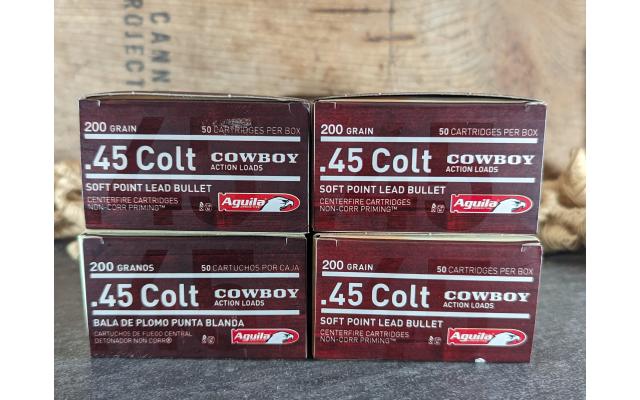 CANN
ROJECT
200 GRAIN 50 CARTRIDGES PER BOX
.45 Colt COWBOY
ACTION LOADS
SOFT POINT LEAD BULLET
CENTERFIRE CARTRIDGES
NON-CORR PRIMING™
Aguila
200 GRAIN 50 CARTRIDGES PER BOX
.45 Colt COWBOY
ACTION LOADS
SOFT POINT LEAD BULLET
CENTERFIRE CARTRIDGES
NON-CORR PRIMING™
Aguila
200 GRANOS 50 CARTUCHOS POR CAJA
.45 Colt COWBOY
ACTION LOADS
BALA DE PLOMO PUNTA BLANDA
CARTUCHOS DE FUEGO CENTRAL
DETONADOR NON CORR®
Aguila
200 GRAIN 50 CARTRIDGES PER BOX
.45 Colt COWBOY
ACTION LOADS
SOFT POINT LEAD BULLET
CENTERFIRE CARTRIDGES
NON-CORR PRIMING™
Aguila